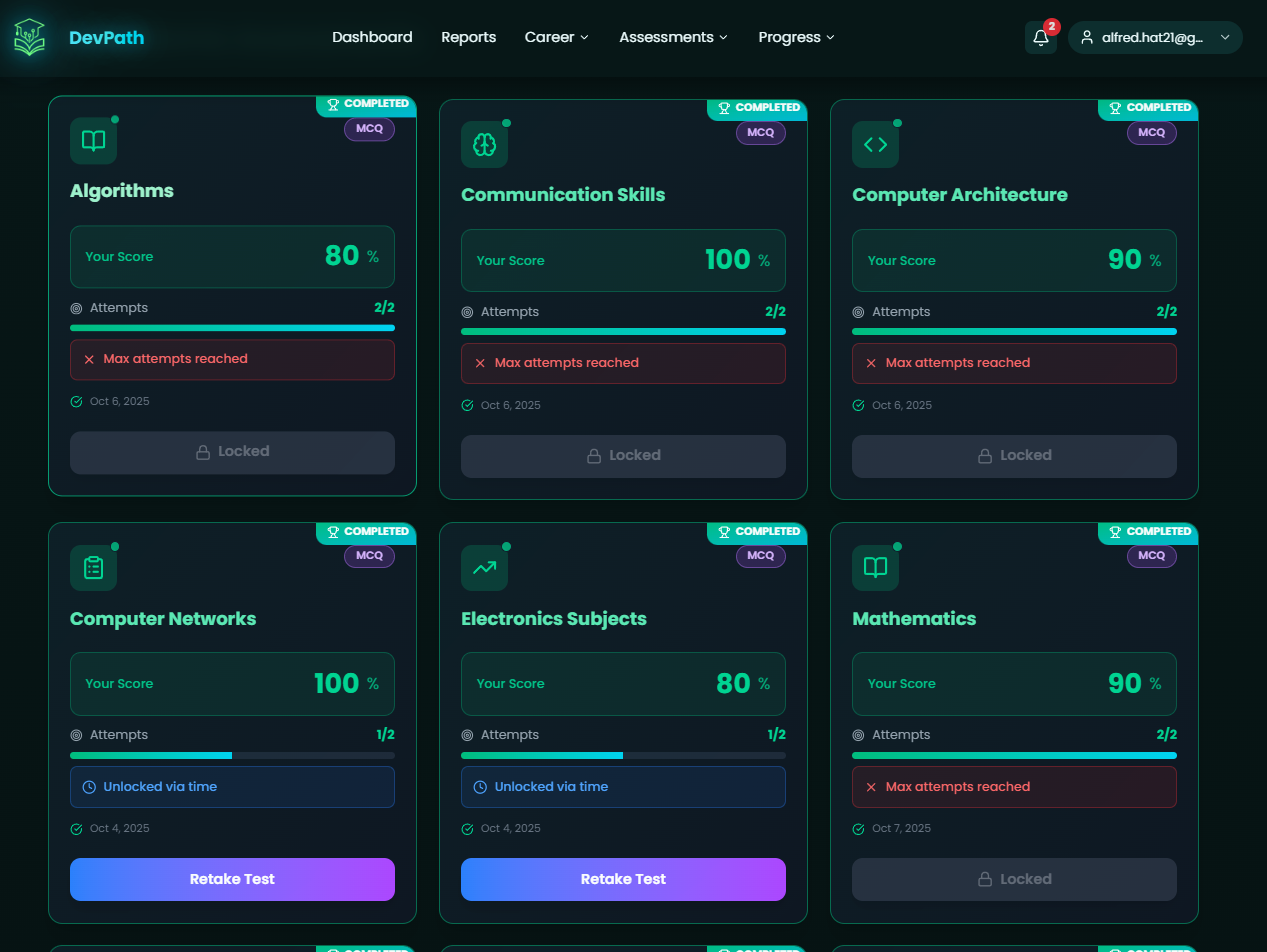 DevPath
Dashboard
Reports
Career
Assessments
Progress
2
alfred.hat21@g...
COMPLETED
MCQ
Algorithms
Your Score
80 %
Attempts
2/2
Max attempts reached
Oct 6, 2025
Locked
COMPLETED
MCQ
Communication Skills
Your Score
100 %
Attempts
2/2
Max attempts reached
Oct 6, 2025
Locked
COMPLETED
MCQ
Computer Architecture
Your Score
90 %
Attempts
2/2
Max attempts reached
Oct 6, 2025
Locked
COMPLETED
MCQ
Computer Networks
Your Score
100 %
Attempts
1/2
Unlocked via time
Oct 4, 2025
Retake Test
COMPLETED
MCQ
Electronics Subjects
Your Score
80 %
Attempts
1/2
Unlocked via time
Oct 4, 2025
Retake Test
COMPLETED
MCQ
Mathematics
Your Score
90 %
Attempts
2/2
Max attempts reached
Oct 7, 2025
Locked